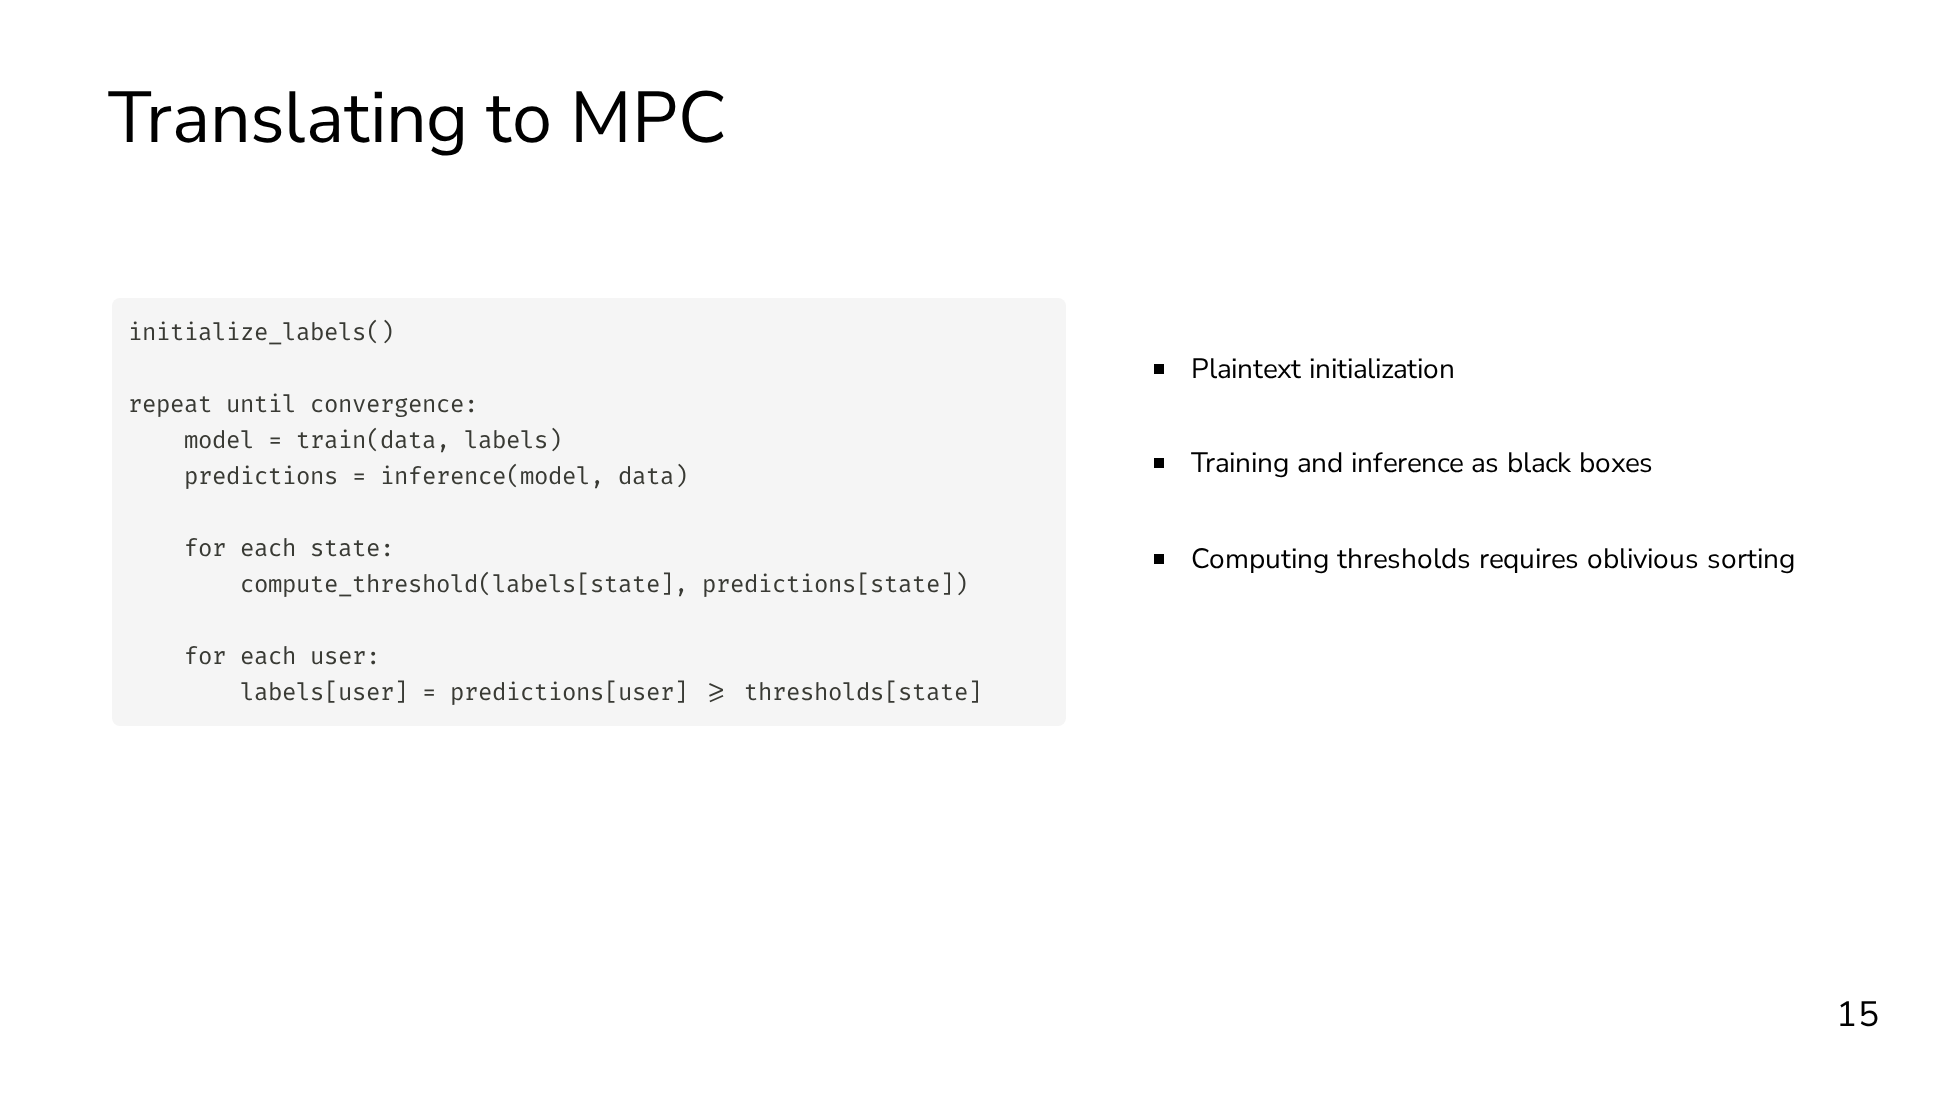 Translating to MPC
initialize_labels()
repeat until convergence:
    model = train(data, labels)
    predictions = inference(model, data)
    for each state:
        compute_threshold(labels[state], predictions[state])
    for each user:
        labels[user] = predictions[user] ⩾ thresholds[state]
▪ Plaintext initialization
▪ Training and inference as black boxes
▪ Computing thresholds requires oblivious sorting
15